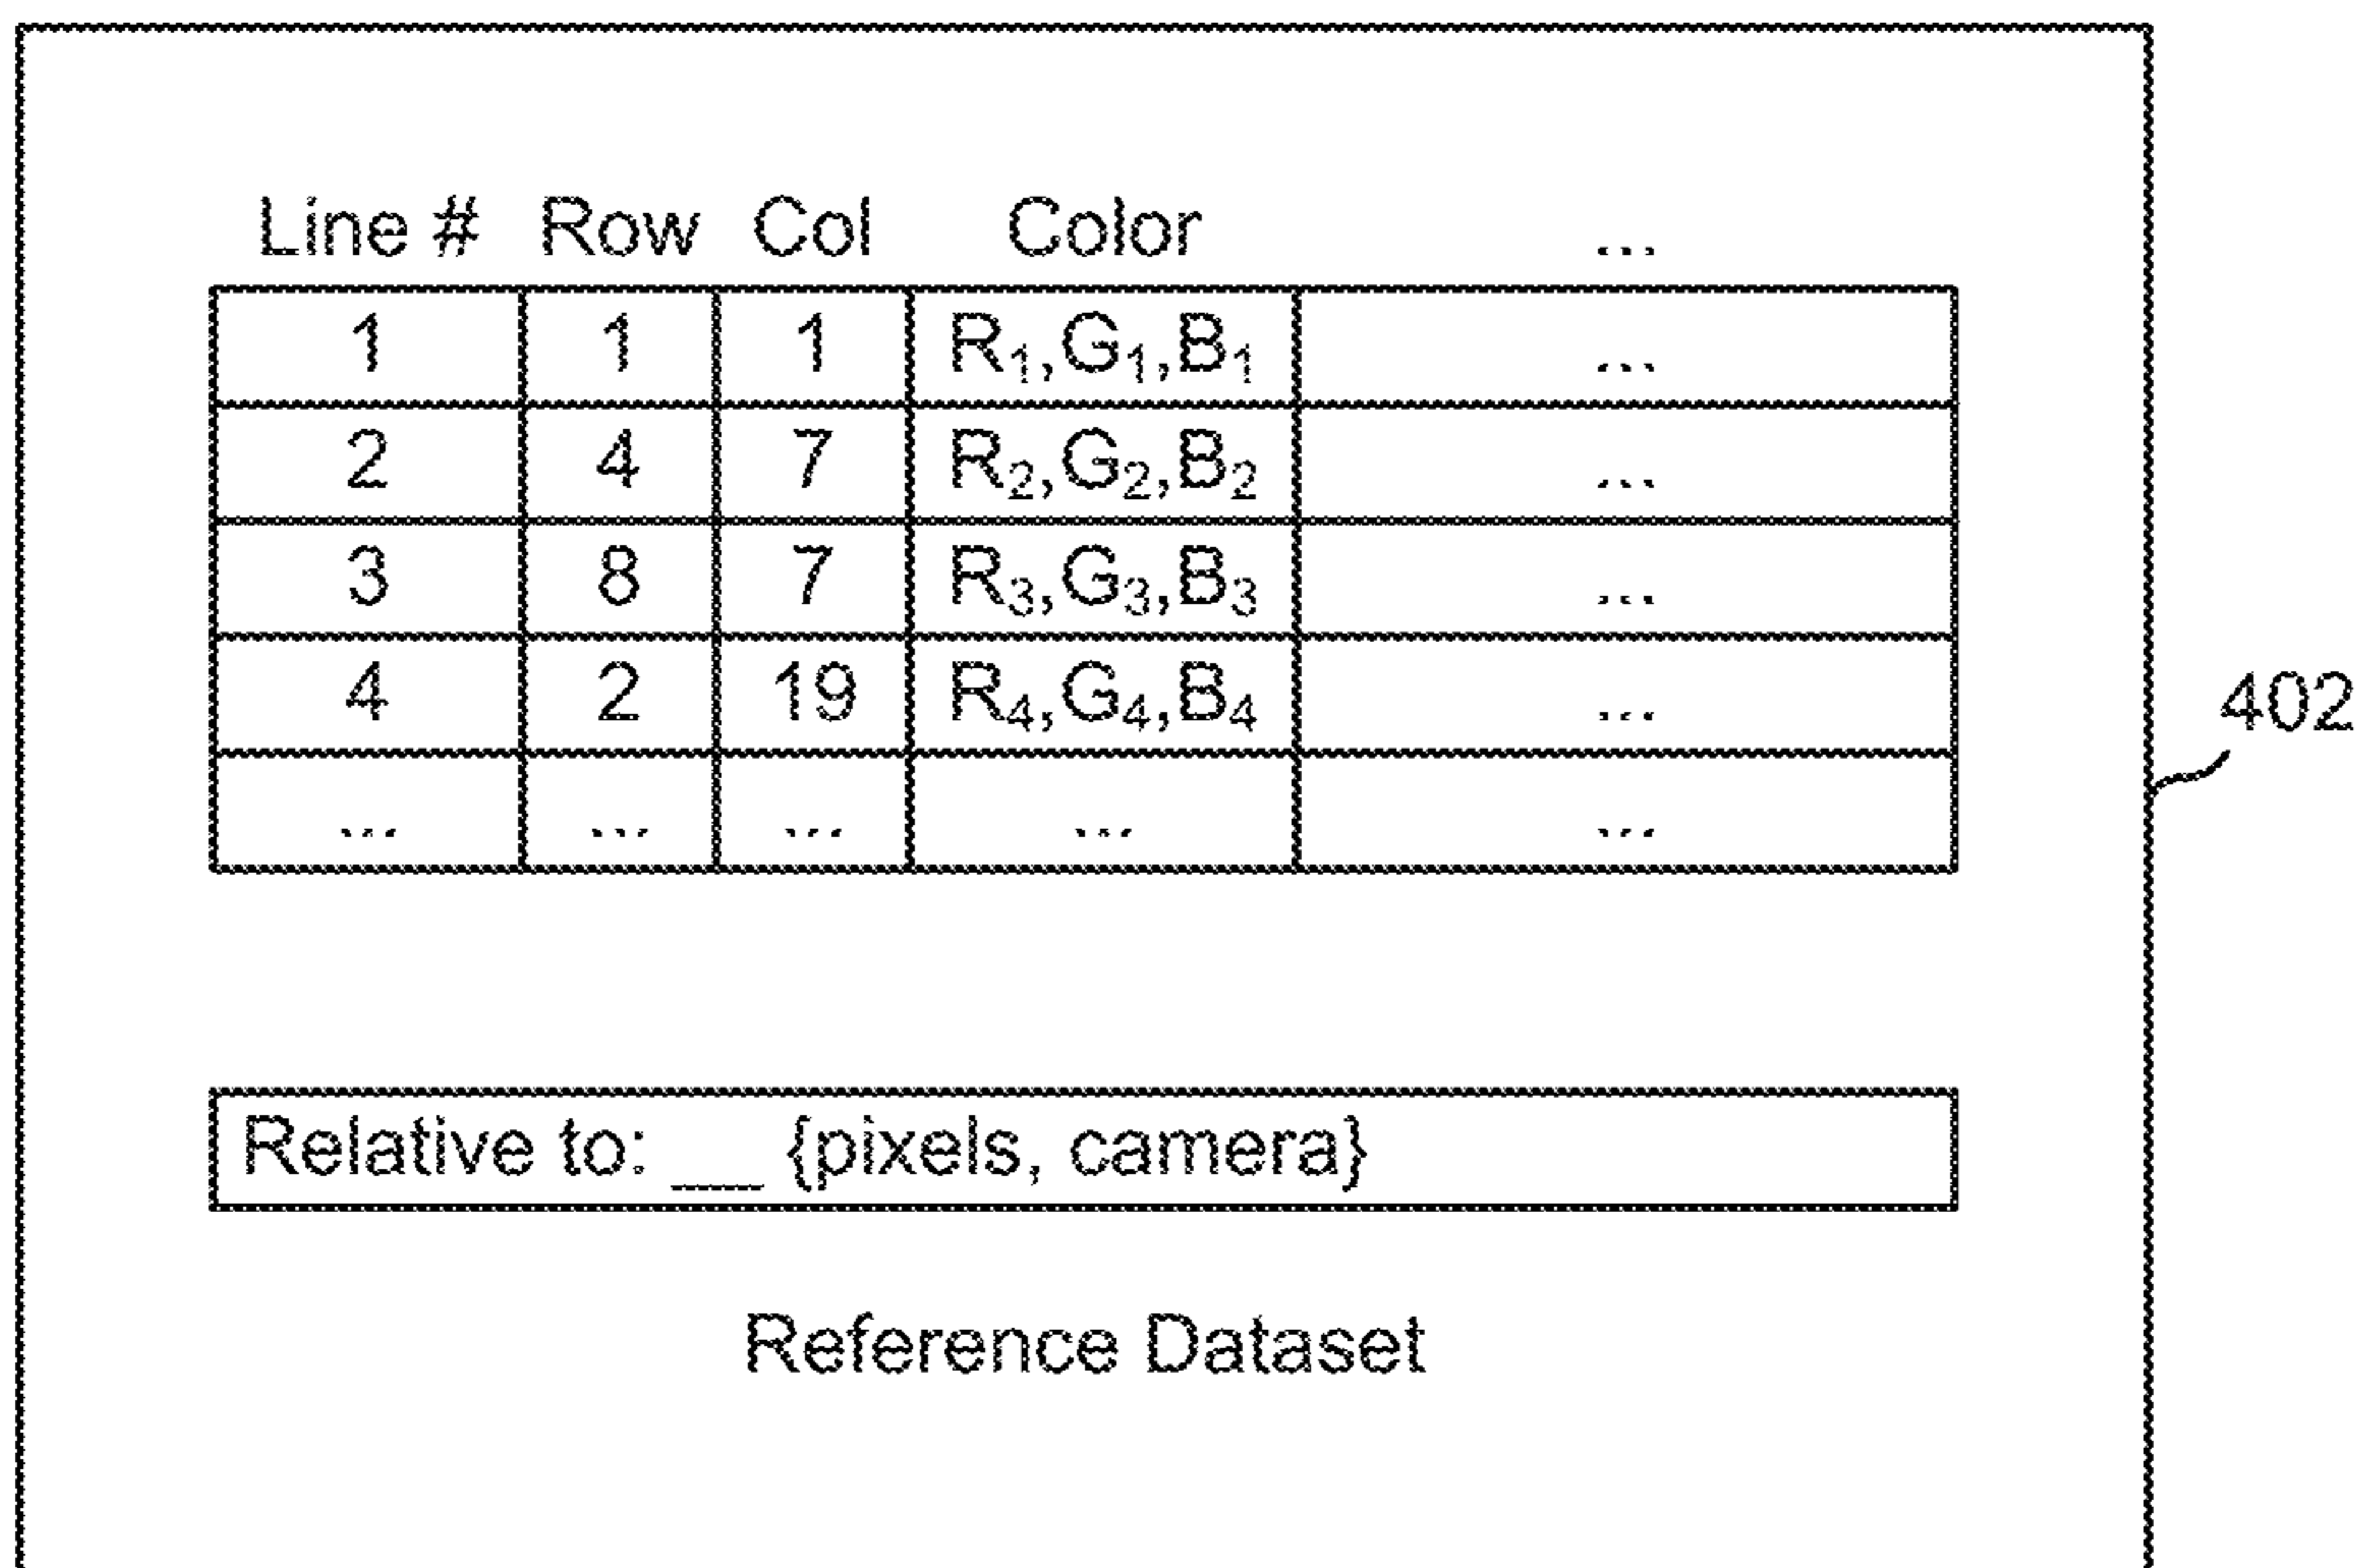 Line # Row Col Color ...
1 1 1 R₁,G₁,B₁ ...
2 4 7 R₂,G₂,B₂ ...
3 8 7 R₃,G₃,B₃ ...
4 2 19 R₄,G₄,B₄ ...
... ... ... ... ...
402
Relative to: __ {pixels, camera}
Reference Dataset